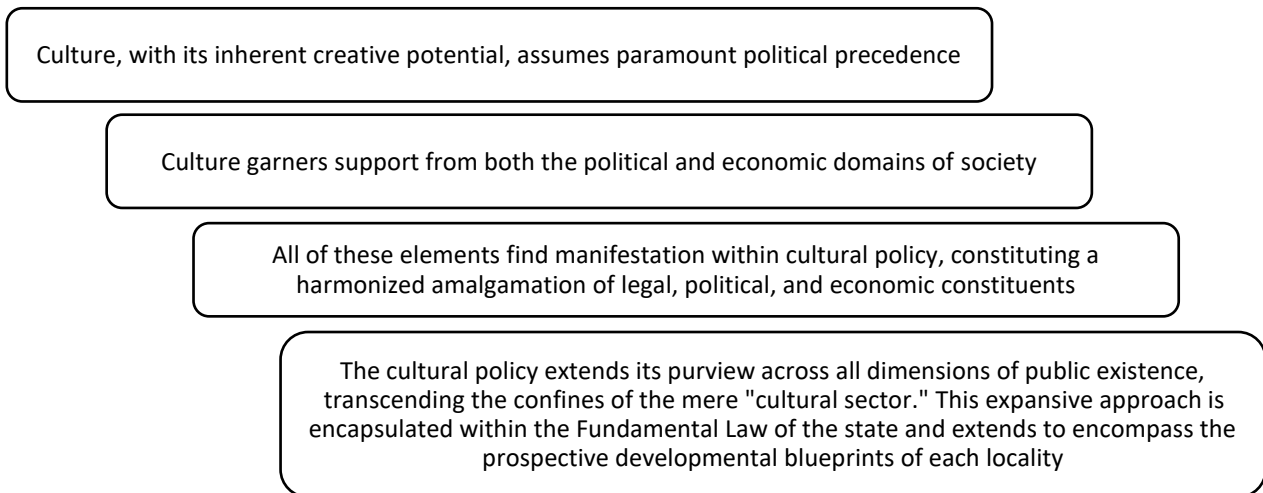 Culture, with its inherent creative potential, assumes paramount political precedence
Culture garners support from both the political and economic domains of society
All of these elements find manifestation within cultural policy, constituting a
harmonized amalgamation of legal, political, and economic constituents
The cultural policy extends its purview across all dimensions of public existence,
transcending the confines of the mere "cultural sector." This expansive approach is
encapsulated within the Fundamental Law of the state and extends to encompass the
prospective developmental blueprints of each locality